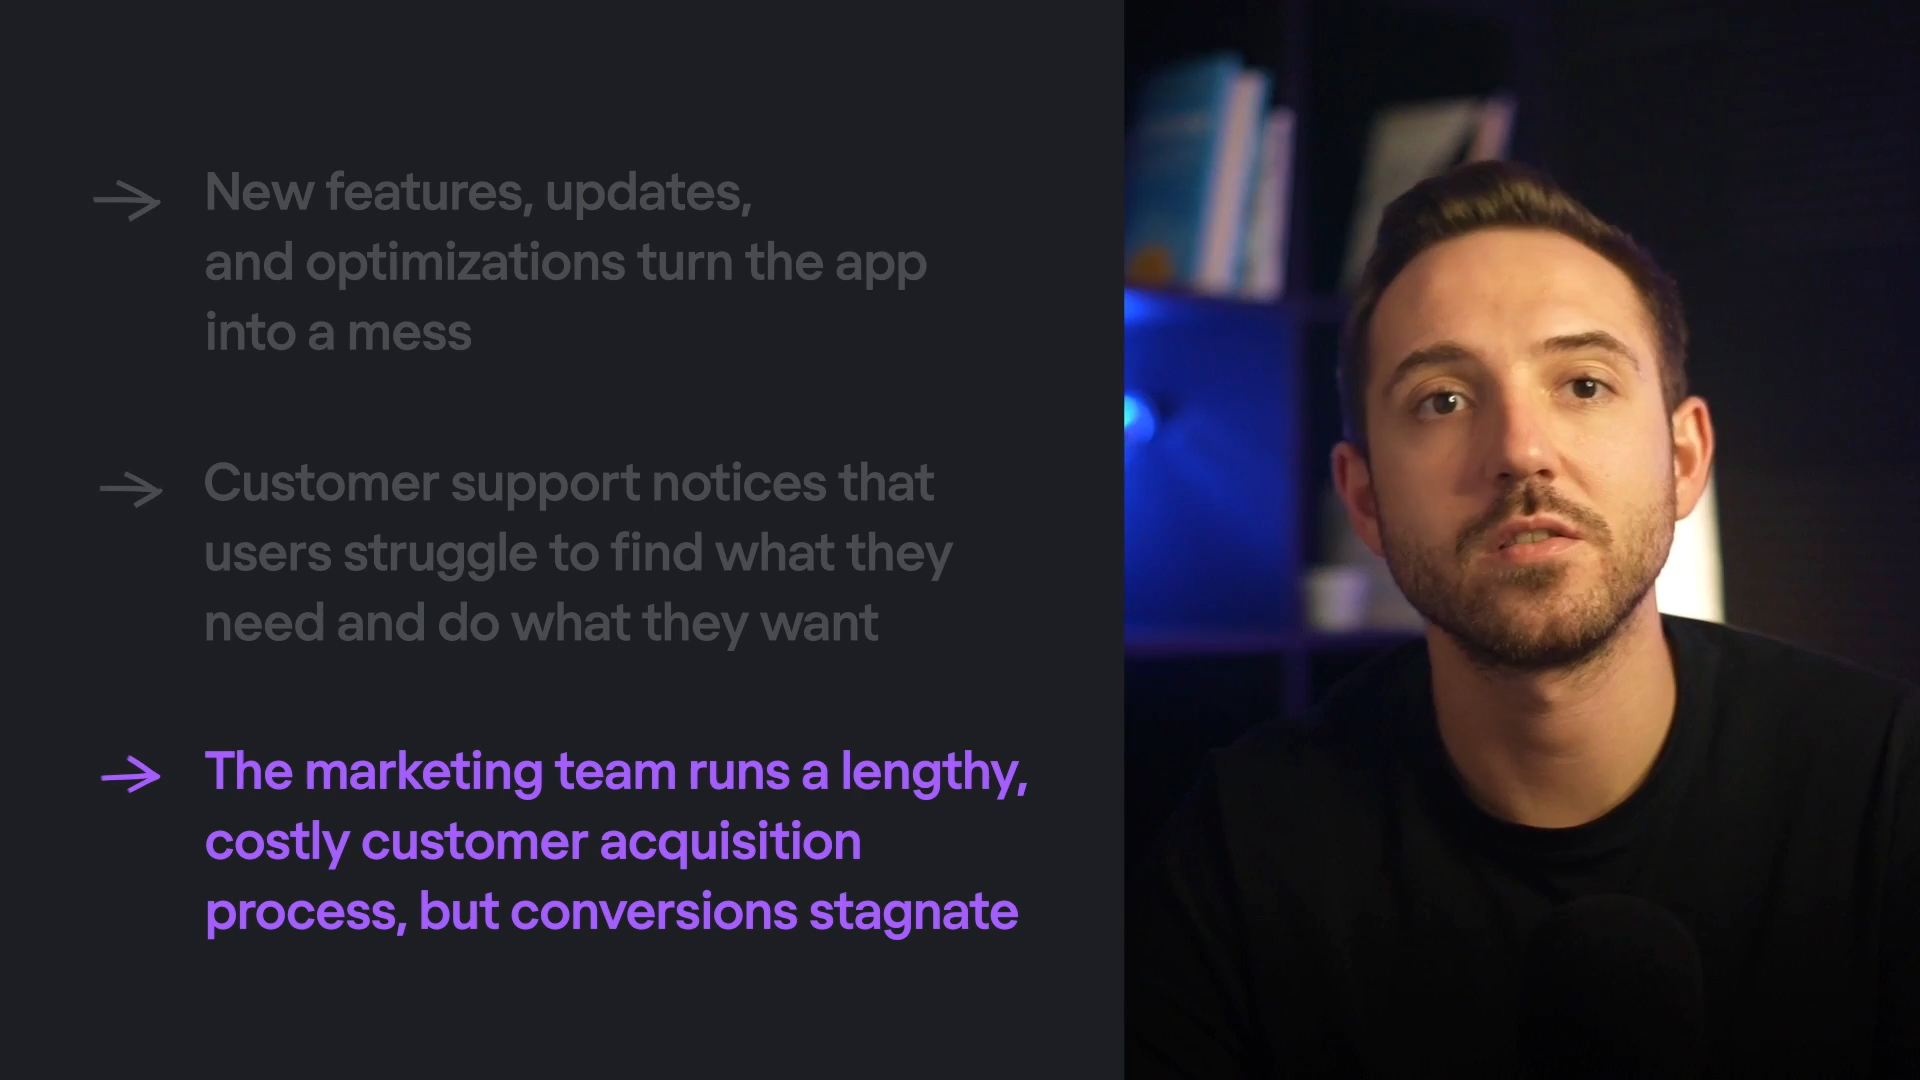 New features, updates,
and optimizations turn the app
into a mess
Customer support notices that
users struggle to find what they
need and do what they want
The marketing team runs a lengthy,
costly customer acquisition
process, but conversions stagnate